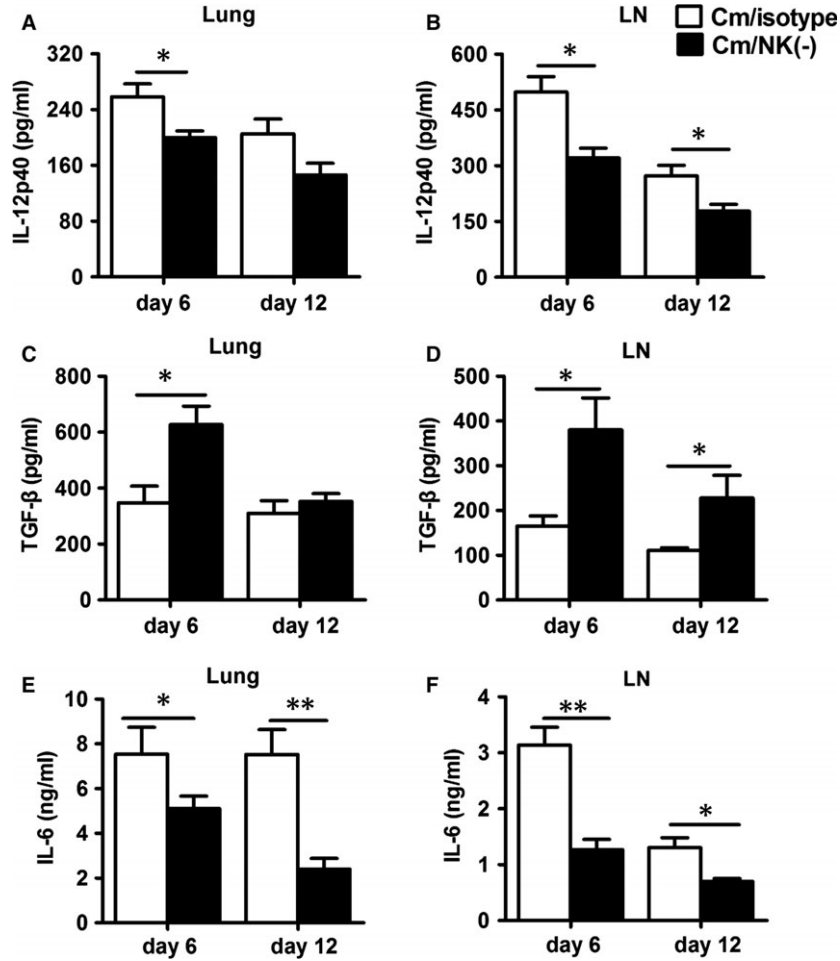 A
Lung
B
LN
Cm/isotype
Cm/NK(-)
IL-12p40 (pg/ml)
320
240
160
80
0
*
day 6
day 12
IL-12p40 (pg/ml)
600
450
300
150
0
*
*
day 6
day 12
C
Lung
TGF-β (pg/ml)
800
600
400
200
0
*
day 6
day 12
D
LN
TGF-β (pg/ml)
500
400
300
200
100
0
*
*
day 6
day 12
E
Lung
IL-6 (ng/ml)
10
8
6
4
2
0
*
**
day 6
day 12
F
LN
IL-6 (ng/ml)
4
3
2
1
0
**
*
day 6
day 12